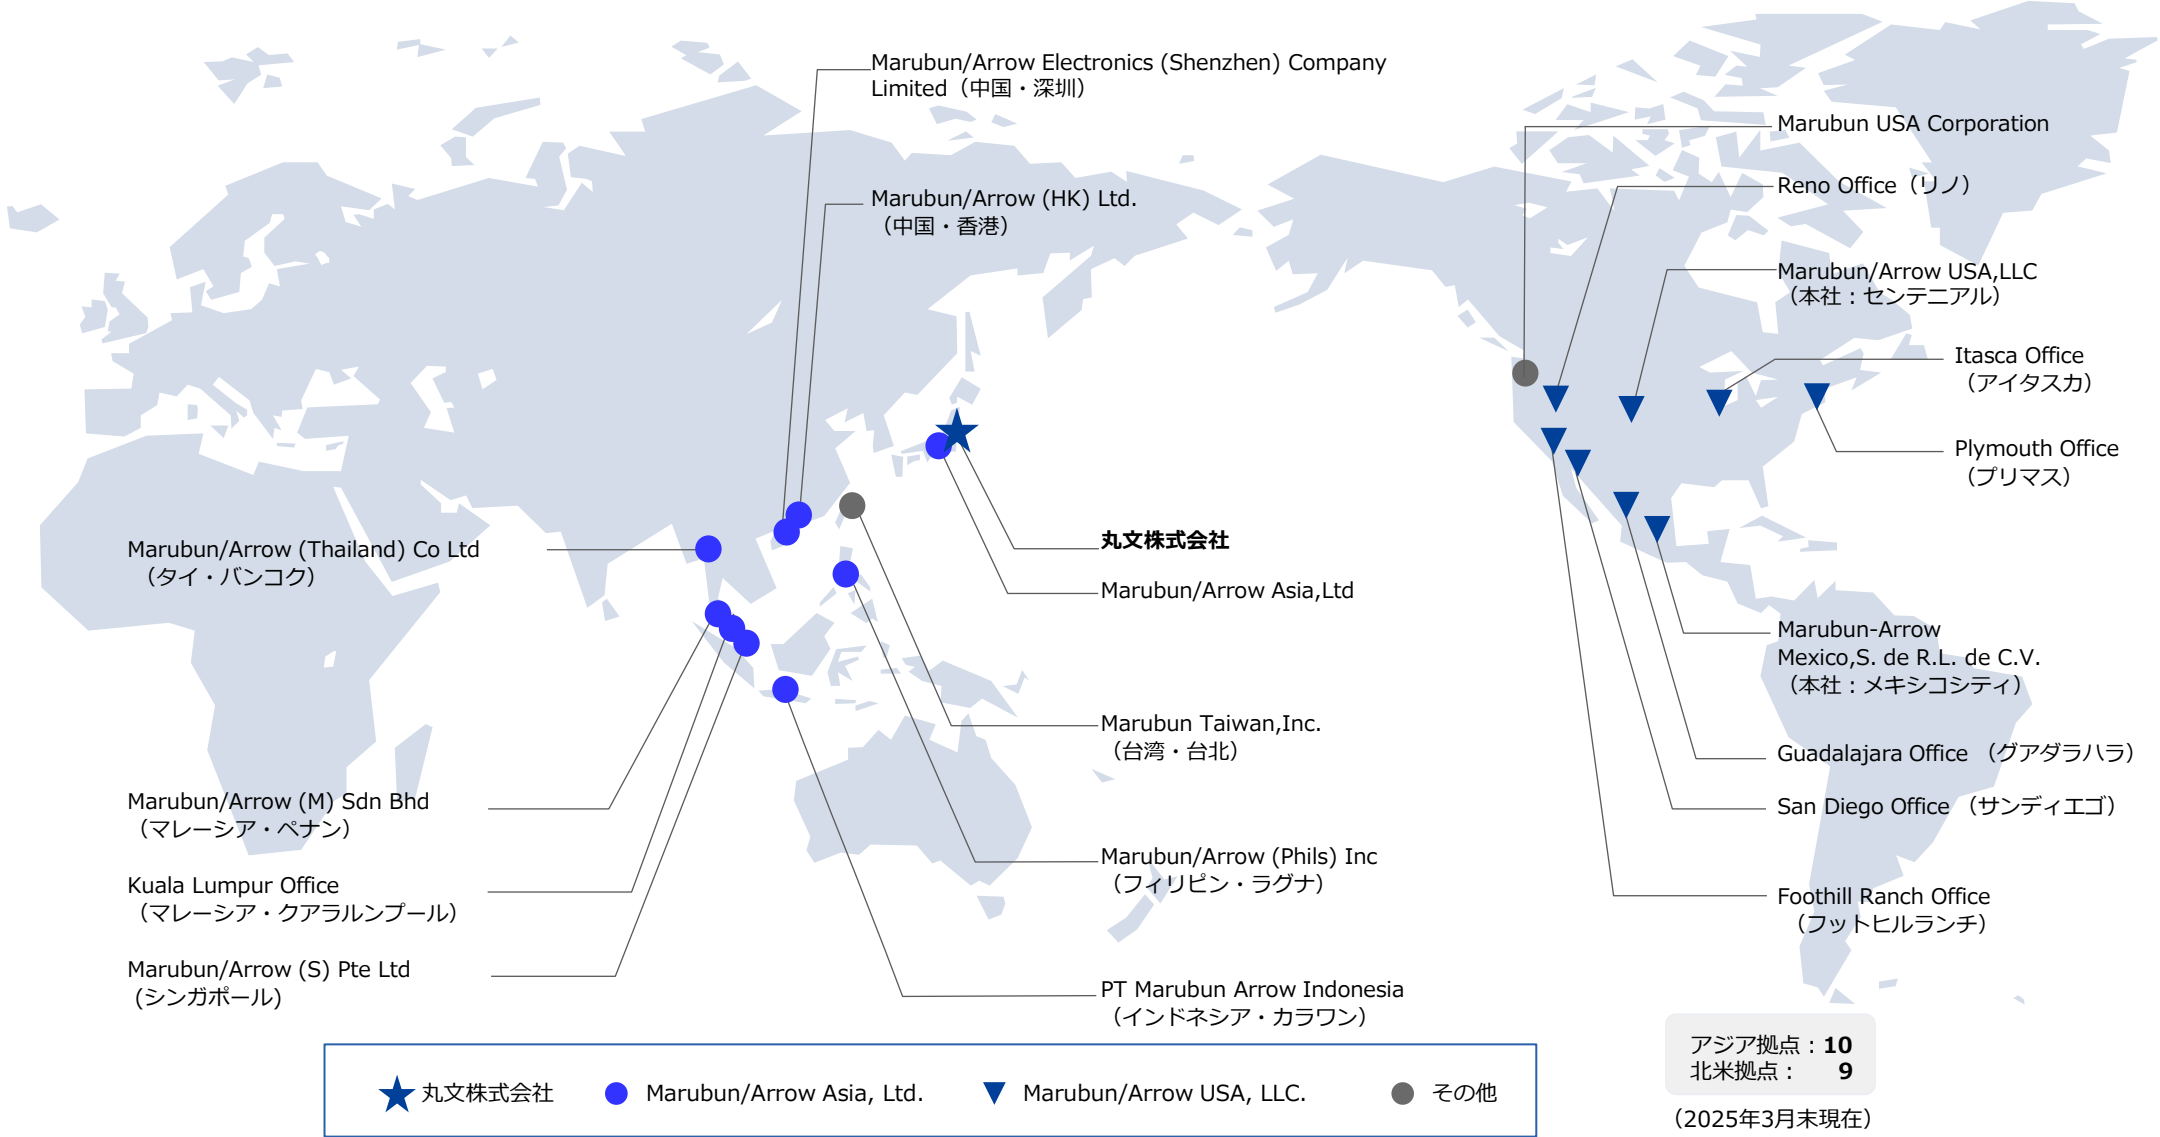 Marubun/Arrow Electronics (Shenzhen) Company
Limited（中国・深圳）
Marubun/Arrow (HK) Ltd.
（中国・香港）
Marubun/Arrow (Thailand) Co Ltd
（タイ・バンコク）
Marubun/Arrow (M) Sdn Bhd
（マレーシア・ペナン）
Kuala Lumpur Office
（マレーシア・クアラルンプール）
Marubun/Arrow (S) Pte Ltd
(シンガポール)
丸文株式会社
Marubun/Arrow Asia,Ltd
Marubun Taiwan,Inc.
（台湾・台北）
Marubun/Arrow (Phils) Inc
（フィリピン・ラグナ）
PT Marubun Arrow Indonesia
（インドネシア・カラワン）
Marubun USA Corporation
Reno Office（リノ）
Marubun/Arrow USA,LLC
（本社：センテニアル）
Itasca Office
（アイタスカ）
Plymouth Office
（プリマス）
Marubun-Arrow
Mexico,S. de R.L. de C.V.
（本社：メキシコシティ）
Guadalajara Office （グアダラハラ）
San Diego Office （サンディエゴ）
Foothill Ranch Office
（フットヒルランチ）
アジア拠点：10
北米拠点： 9
（2025年3月末現在）
丸文株式会社
Marubun/Arrow Asia, Ltd.
Marubun/Arrow USA, LLC.
その他